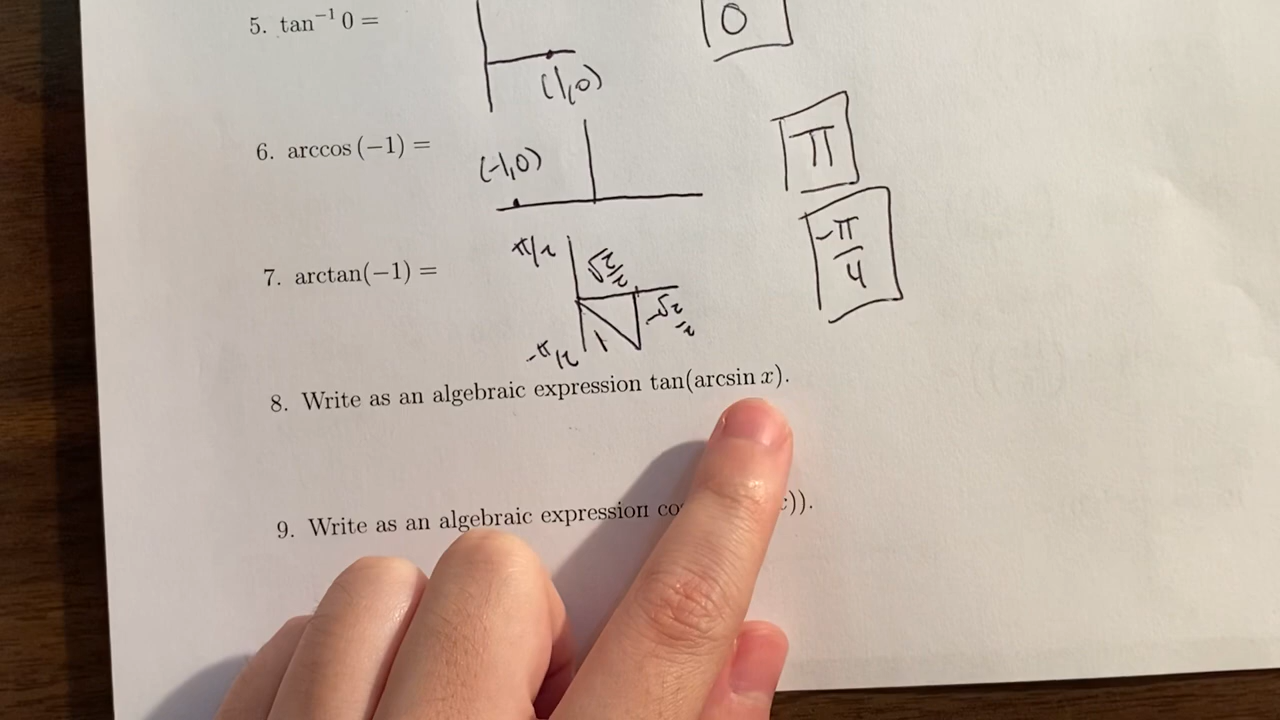 5. tan⁻¹ 0 =
0
(1,0)
6. arccos (−1) =
(-1,0)
π
7. arctan(−1) =
π/2
√2/2
-√2/2
1
-π/2
-π/4
8. Write as an algebraic expression tan(arcsin x).
9. Write as an algebraic expression )).